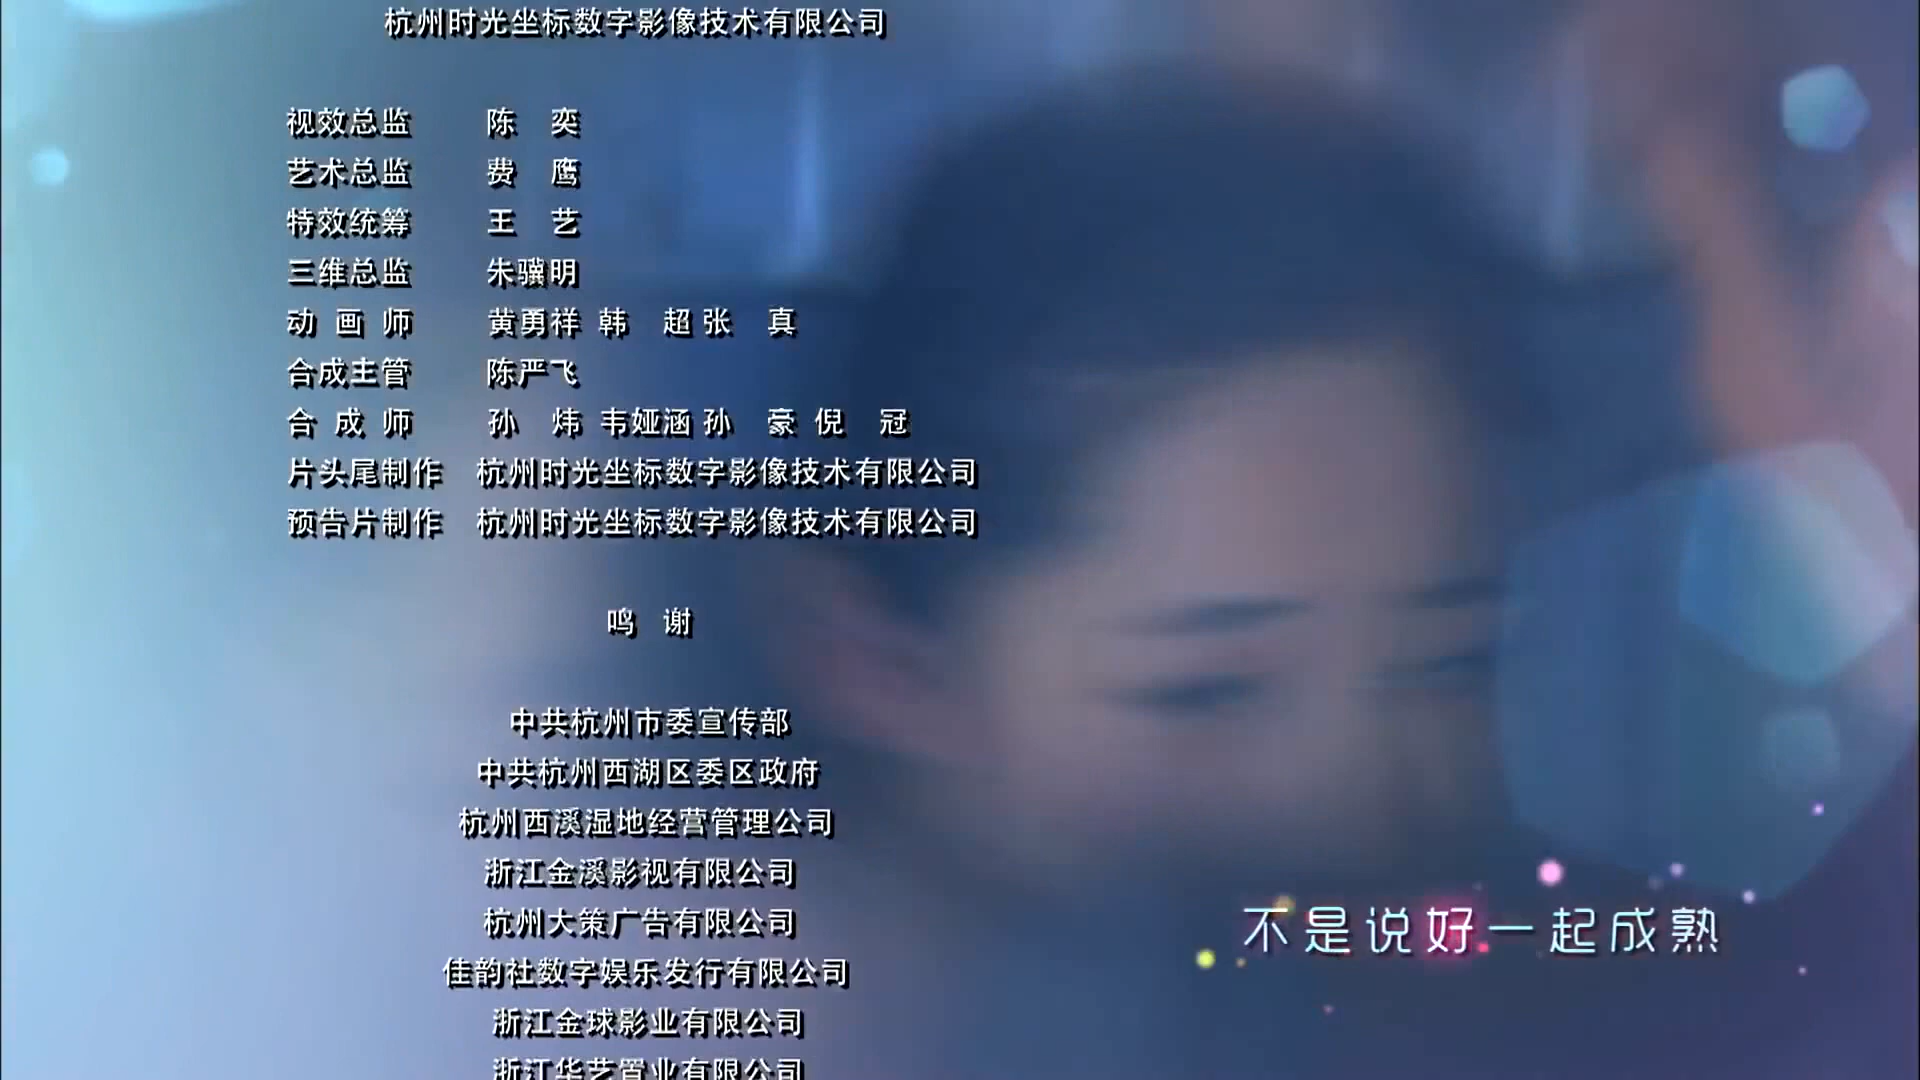 杭州时光坐标数字影像技术有限公司
视效总监 陈 奕
艺术总监 费 鹰
特效统筹 王 艺
三维总监 朱骥明
动 画 师 黄勇祥 韩 超 张 真
合成主管 陈严飞
合 成 师 孙 炜 韦娅涵 孙 豪 倪 冠
片头尾制作 杭州时光坐标数字影像技术有限公司
预告片制作 杭州时光坐标数字影像技术有限公司
鸣 谢
中共杭州市委宣传部
中共杭州西湖区委区政府
杭州西溪湿地经营管理公司
浙江金溪影视有限公司
杭州大策广告有限公司
佳韵社数字娱乐发行有限公司
浙江金球影业有限公司
浙江华艺置业有限公司
不是说好一起成熟